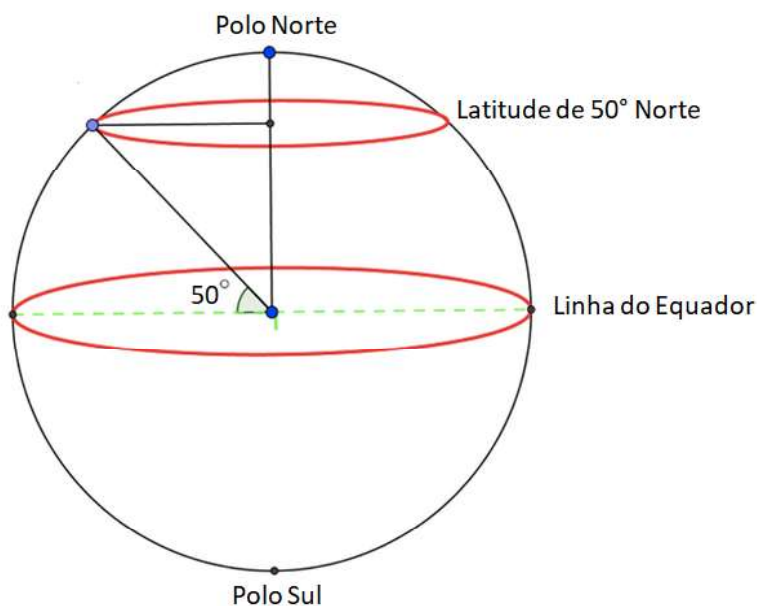 Polo Norte
Latitude de 50° Norte
50°
Linha do Equador
Polo Sul